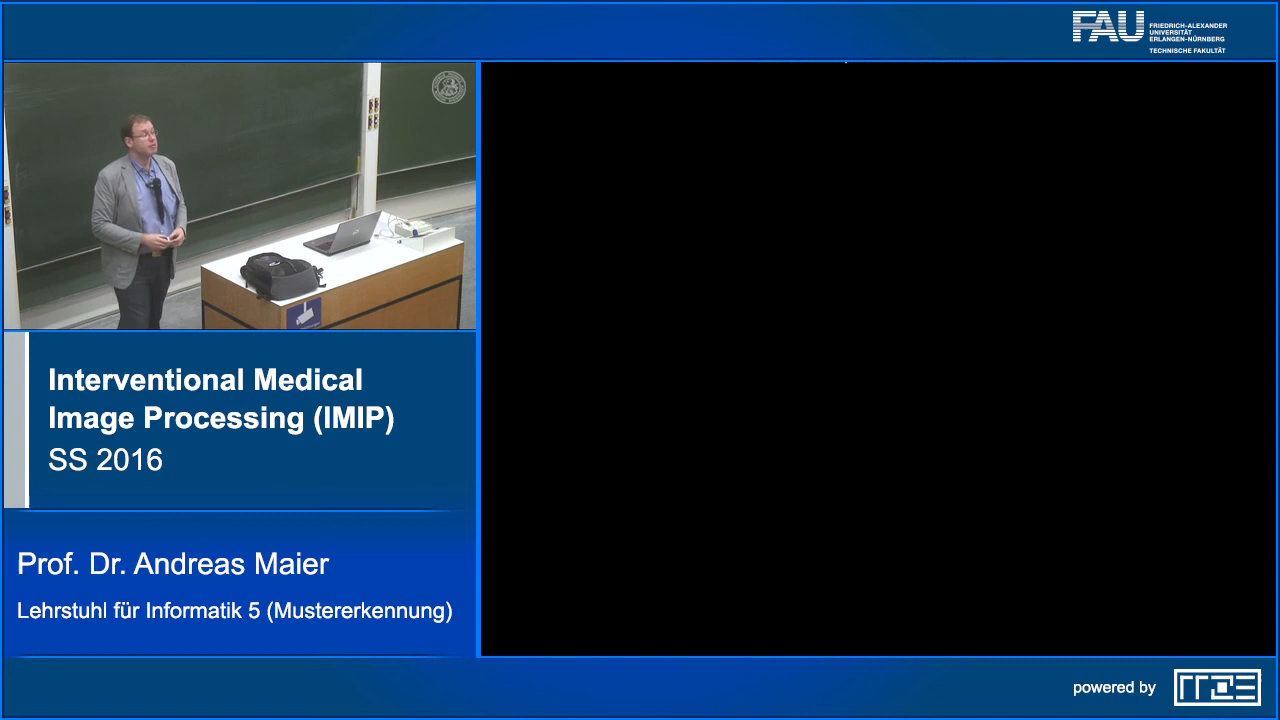 FAU
FRIEDRICH-ALEXANDER
UNIVERSITÄT
ERLANGEN-NÜRNBERG
TECHNISCHE FAKULTÄT
Interventional Medical
Image Processing (IMIP)
SS 2016
Prof. Dr. Andreas Maier
Lehrstuhl für Informatik 5 (Mustererkennung)
powered by
RRZE